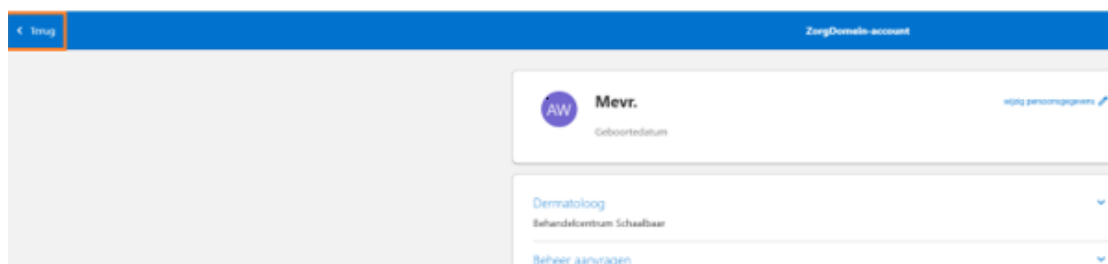 Terug
ZorgDomein-account
AW
Mevr.
wijzig persoonsgegevens
Geboortedatum
Dermatoloog
Behandelcentrum Schaalbaar
Beheer aanvragen